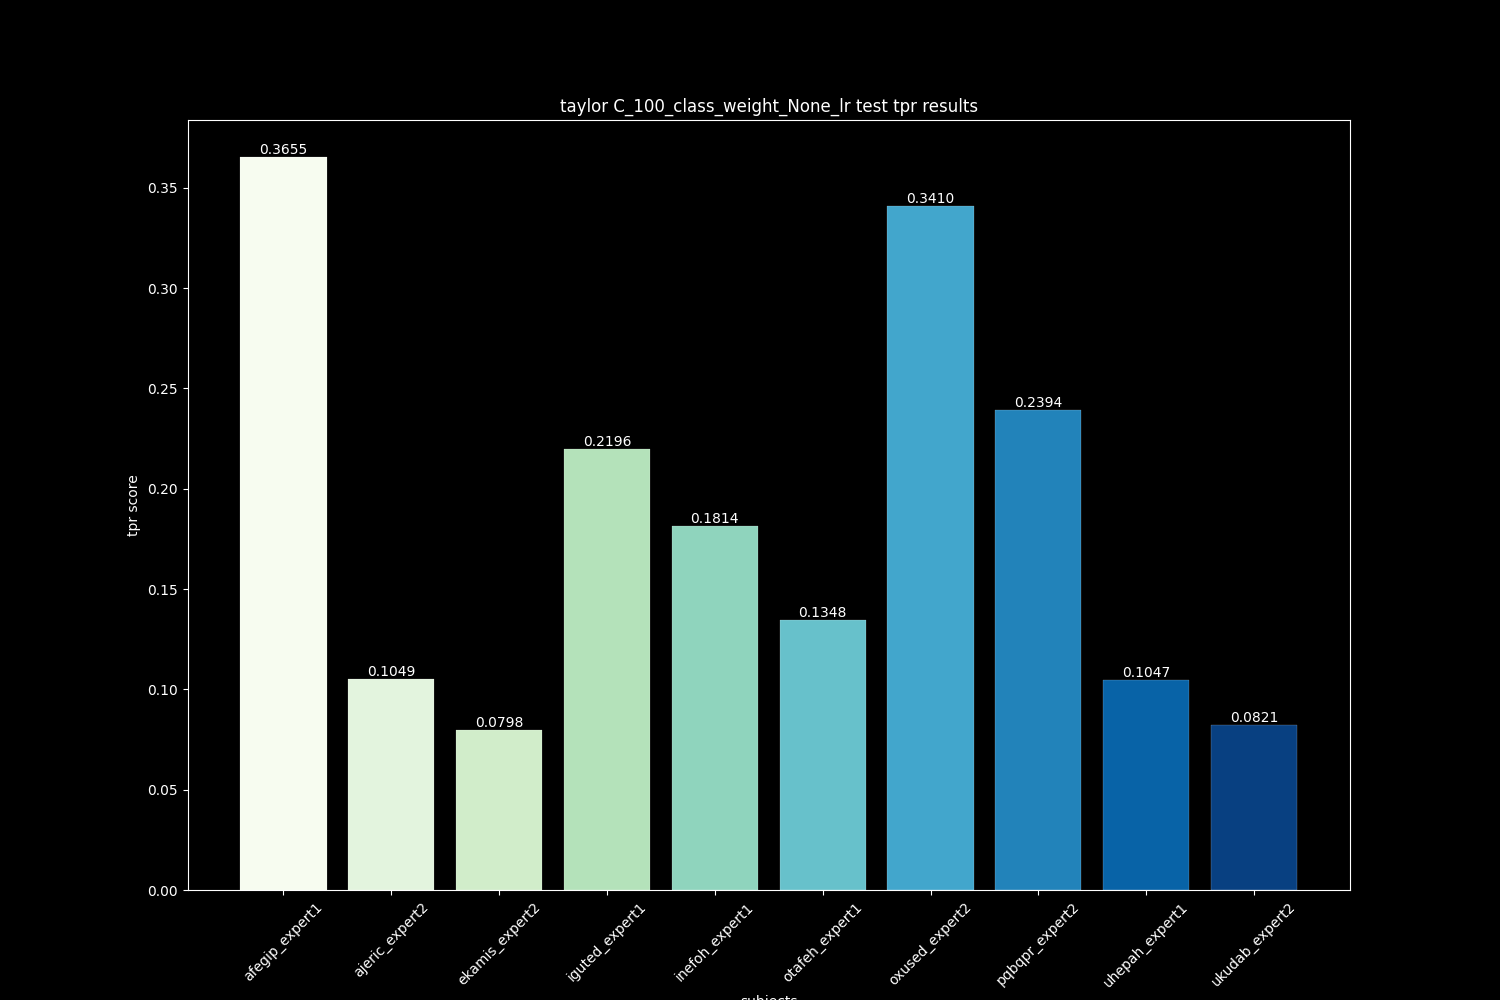 taylor C_100_class_weight_None_lr test tpr results
0.3655
0.1049
0.0798
0.2196
0.1814
0.1348
0.3410
0.2394
0.1047
0.0821
tpr score
0.35
0.30
0.25
0.20
0.15
0.10
0.05
0.00
afegip_expert1
ajeric_expert2
ekamis_expert2
iguted_expert1
inefoh_expert1
otafeh_expert1
oxused_expert2
pqbqpr_expert2
uhepah_expert1
ukudab_expert2
subjects